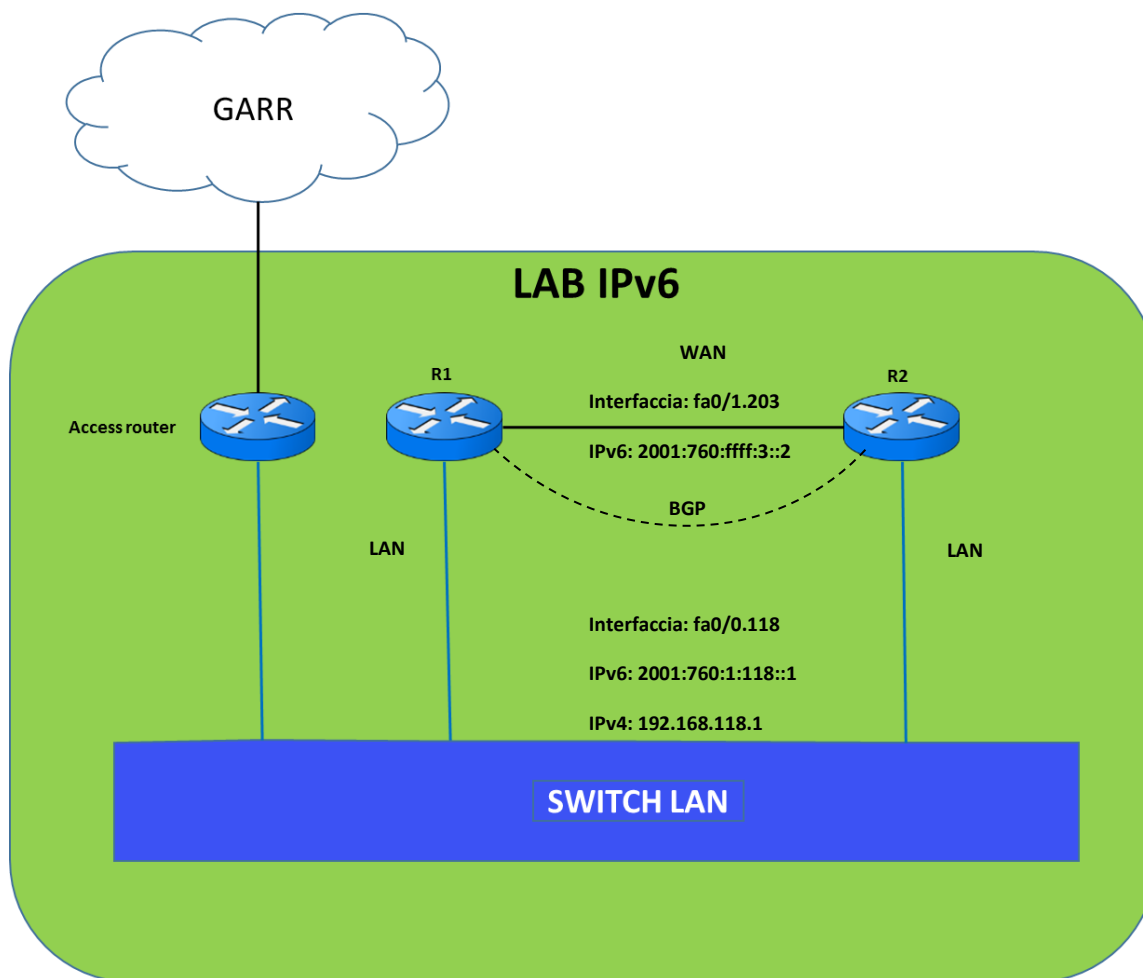 GARR
LAB IPv6
WAN
R1
R2
Interfaccia: fa0/1.203
Access router
IPv6: 2001:760:ffff:3::2
BGP
LAN
LAN
Interfaccia: fa0/0.118
IPv6: 2001:760:1:118::1
IPv4: 192.168.118.1
SWITCH LAN